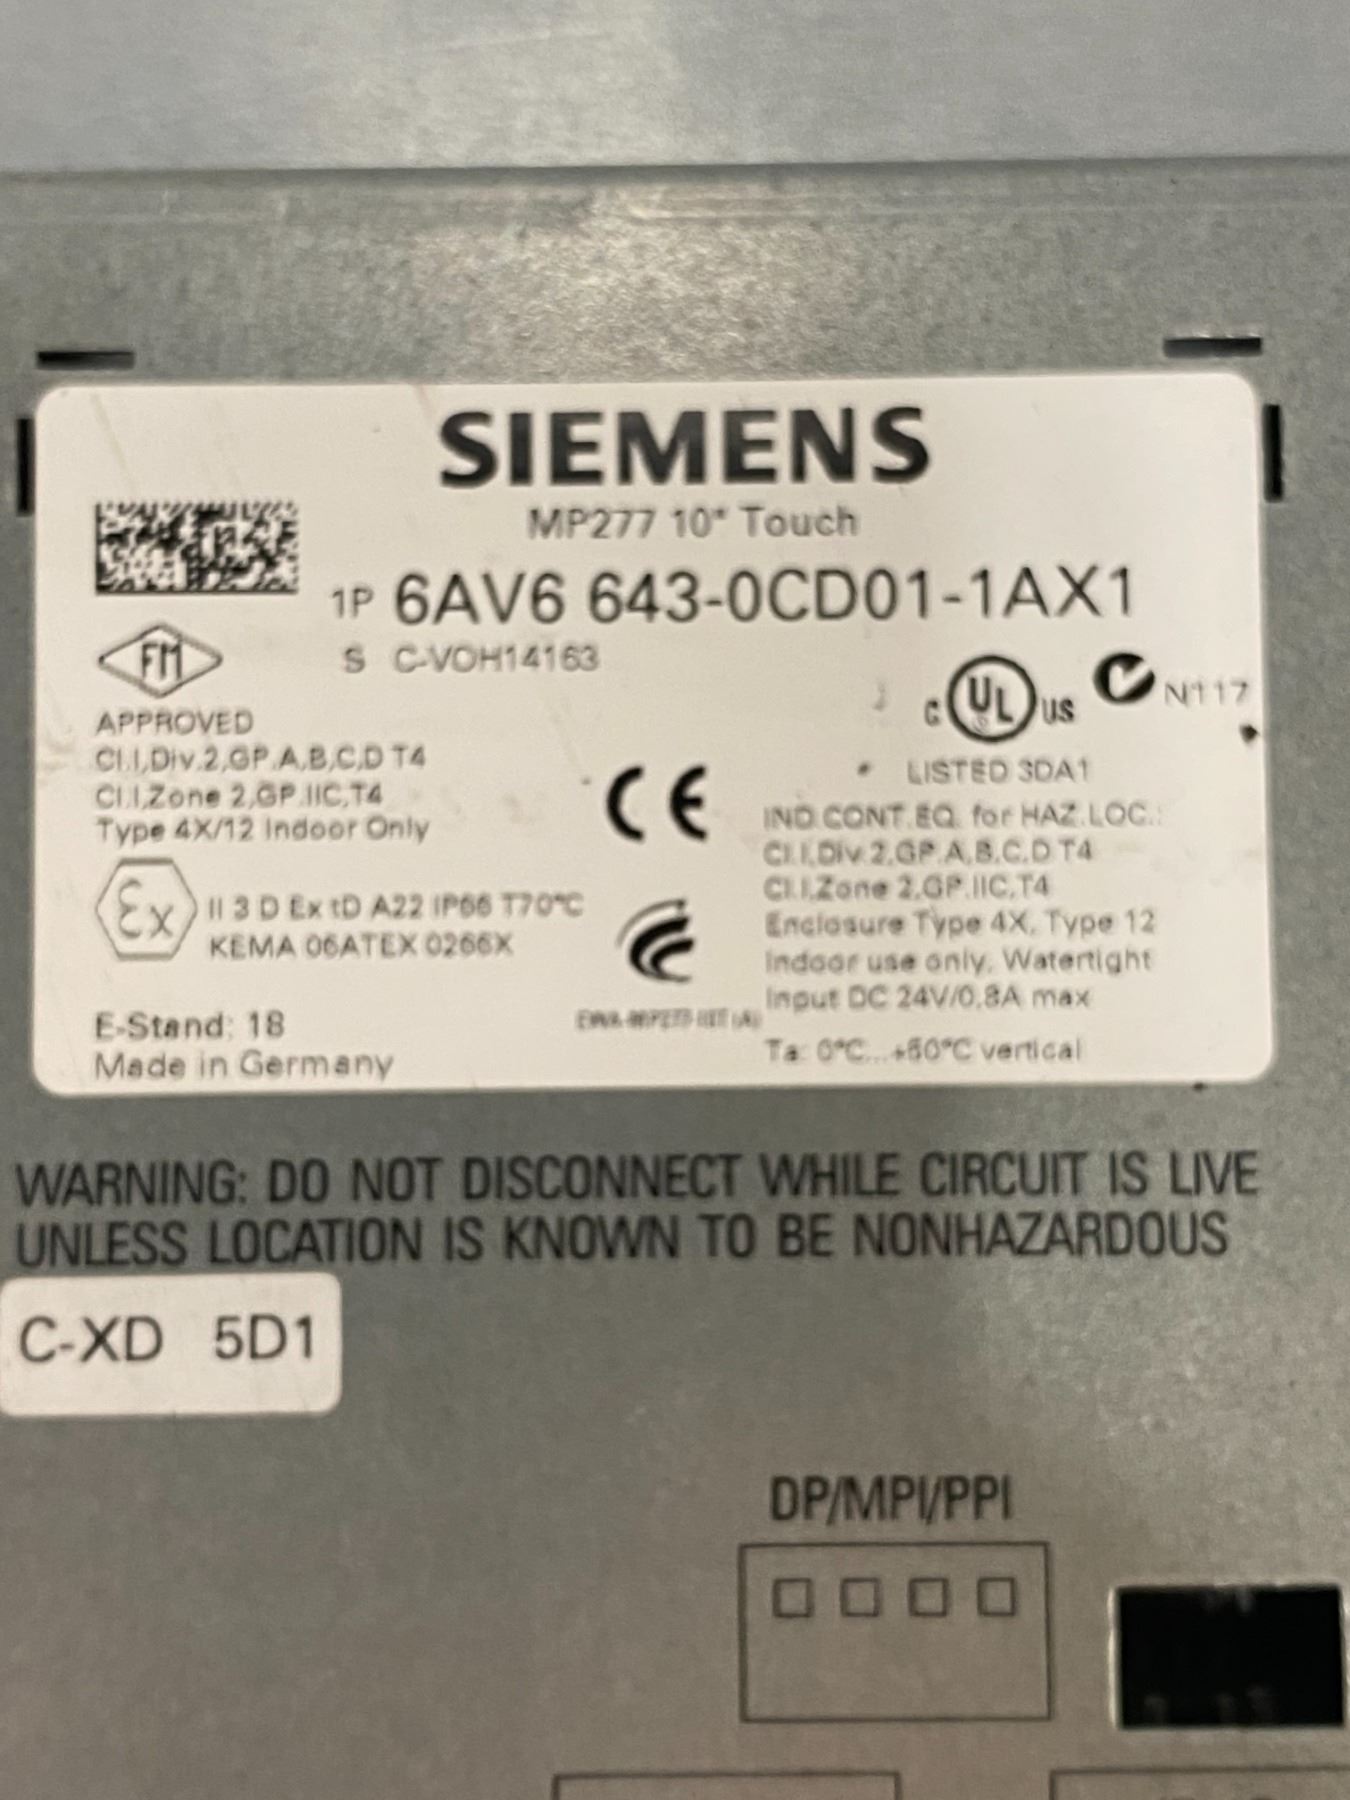 SIEMENS
MP277 10" Touch
1P 6AV6 643-0CD01-1AX1
S C-VOH14163
FM
APPROVED
Cl.I,Div.2,GP.A,B,C,D T4
Cl.I,Zone 2,GP.IIC,T4
Type 4X/12 Indoor Only
Ex
II 3 D Ex tD A22 IP66 T70°C
KEMA 06ATEX 0266X
E-Stand: 18
Made in Germany
CE
C UL US
N117
LISTED 3DA1
IND.CONT.EQ. for HAZ.LOC.:
Cl.I,Div.2,GP.A,B,C,D T4
Cl.I,Zone 2,GP.IIC,T4
Enclosure Type 4X, Type 12
Indoor use only, Watertight
Input DC 24V/0,8A max
Ta: 0°C...+50°C vertical
WARNING: DO NOT DISCONNECT WHILE CIRCUIT IS LIVE
UNLESS LOCATION IS KNOWN TO BE NONHAZARDOUS
C-XD 5D1
DP/MPI/PPI